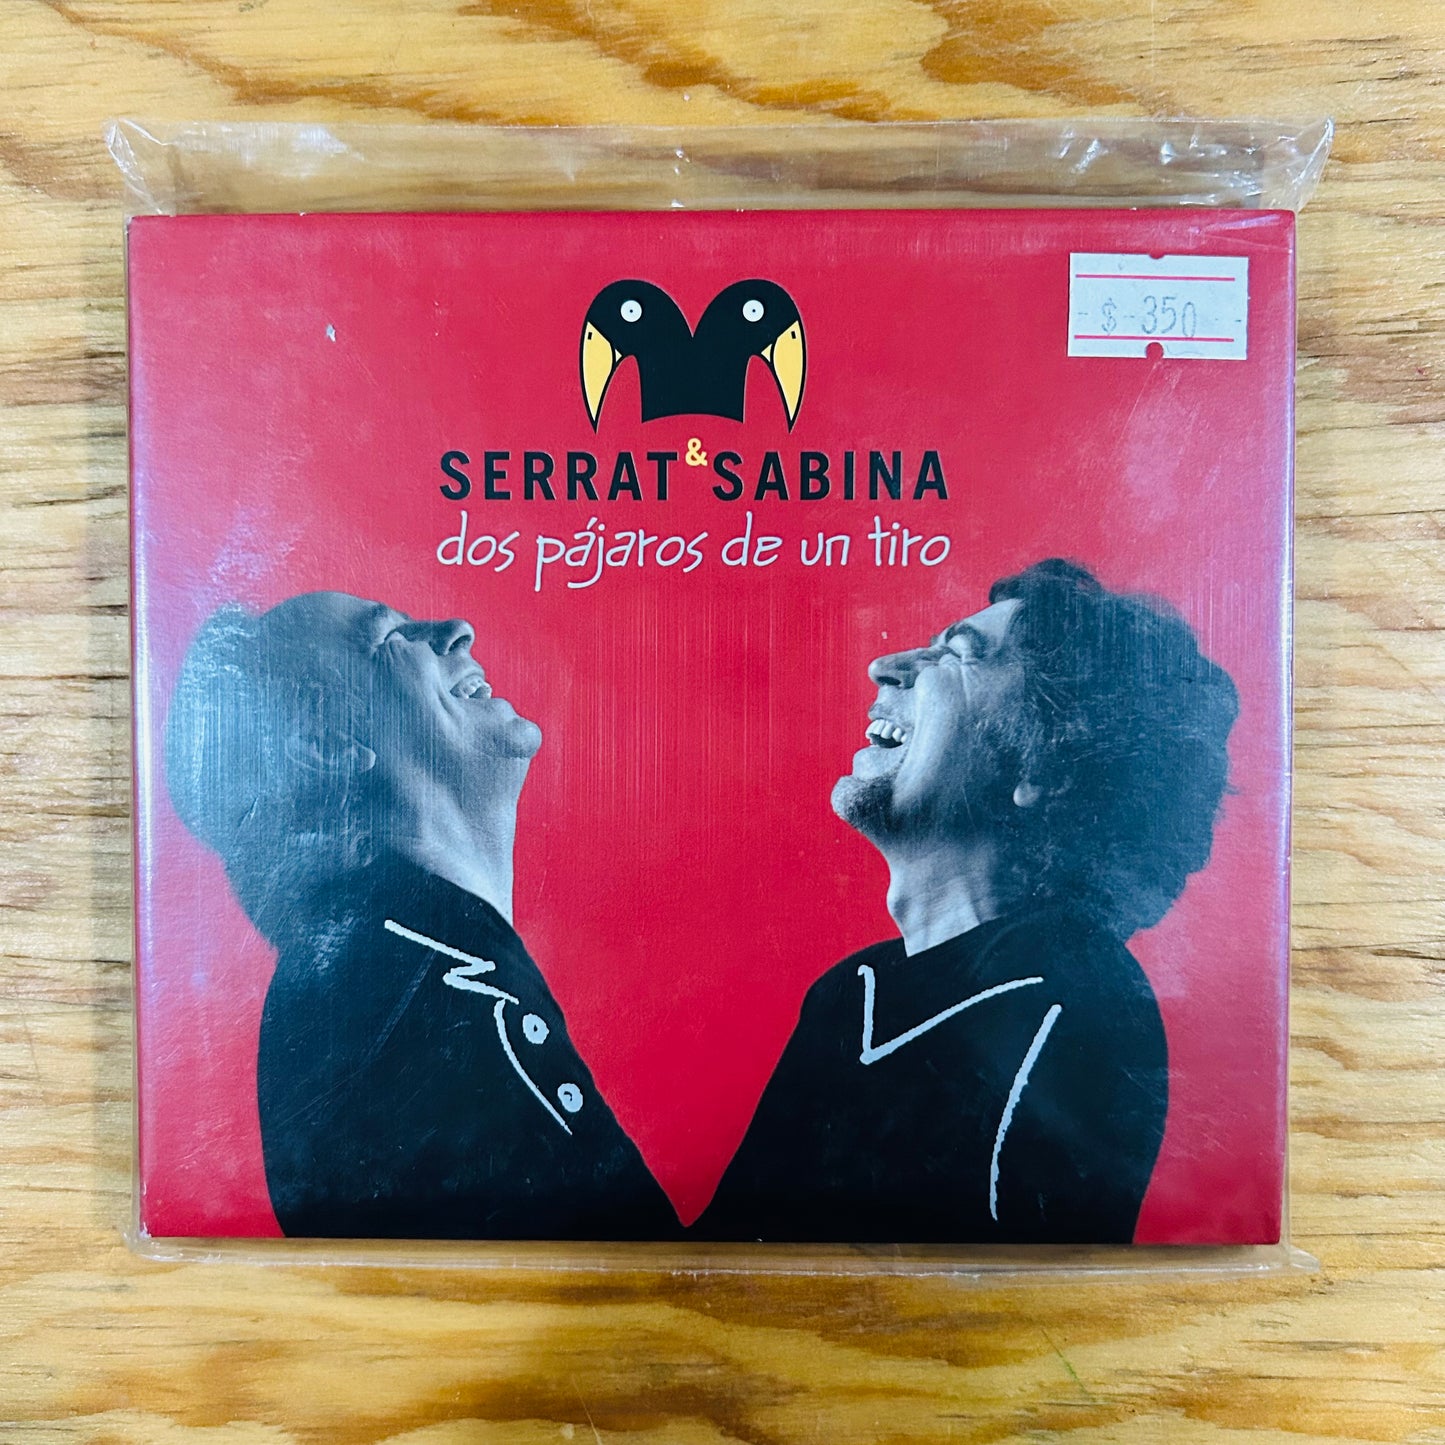 $ 350
SERRAT & SABINA
dos pájaros de un tiro